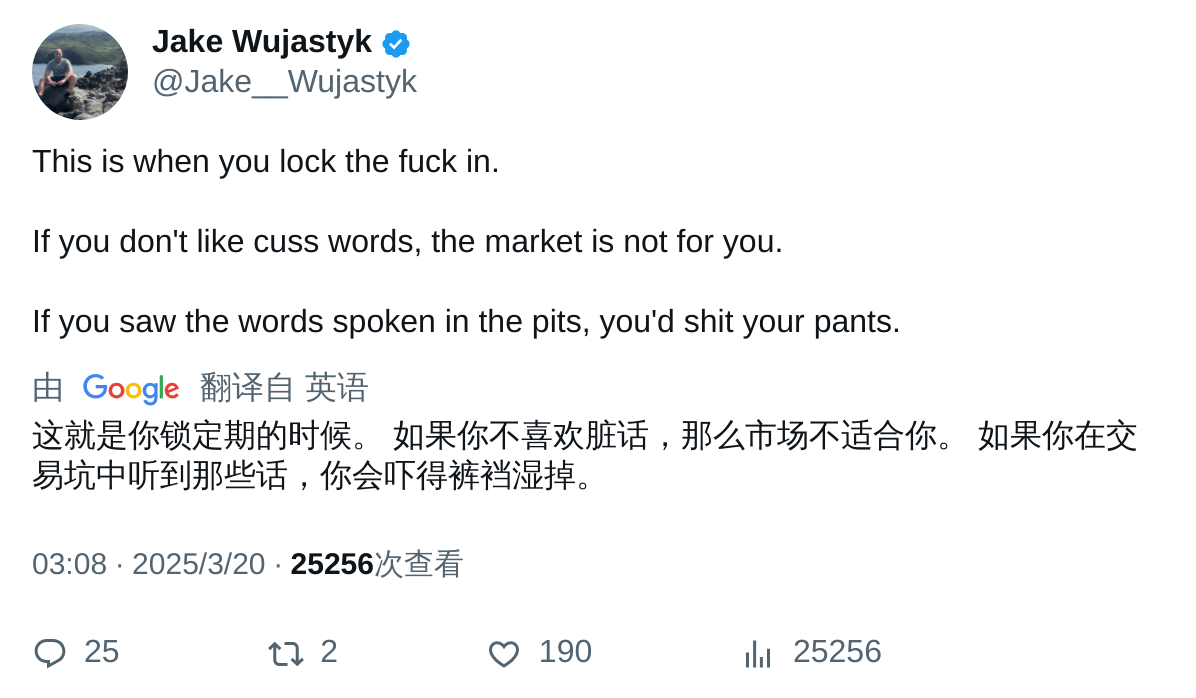 Jake Wujastyk
@Jake__Wujastyk
This is when you lock the fuck in.
If you don't like cuss words, the market is not for you.
If you saw the words spoken in the pits, you'd shit your pants.
由 Google 翻译自 英语
这就是你锁定期的时候。 如果你不喜欢脏话，那么市场不适合你。 如果你在交
易坑中听到那些话，你会吓得裤裆湿掉。
03:08 · 2025/3/20 · 25256次查看
25 2 190 25256